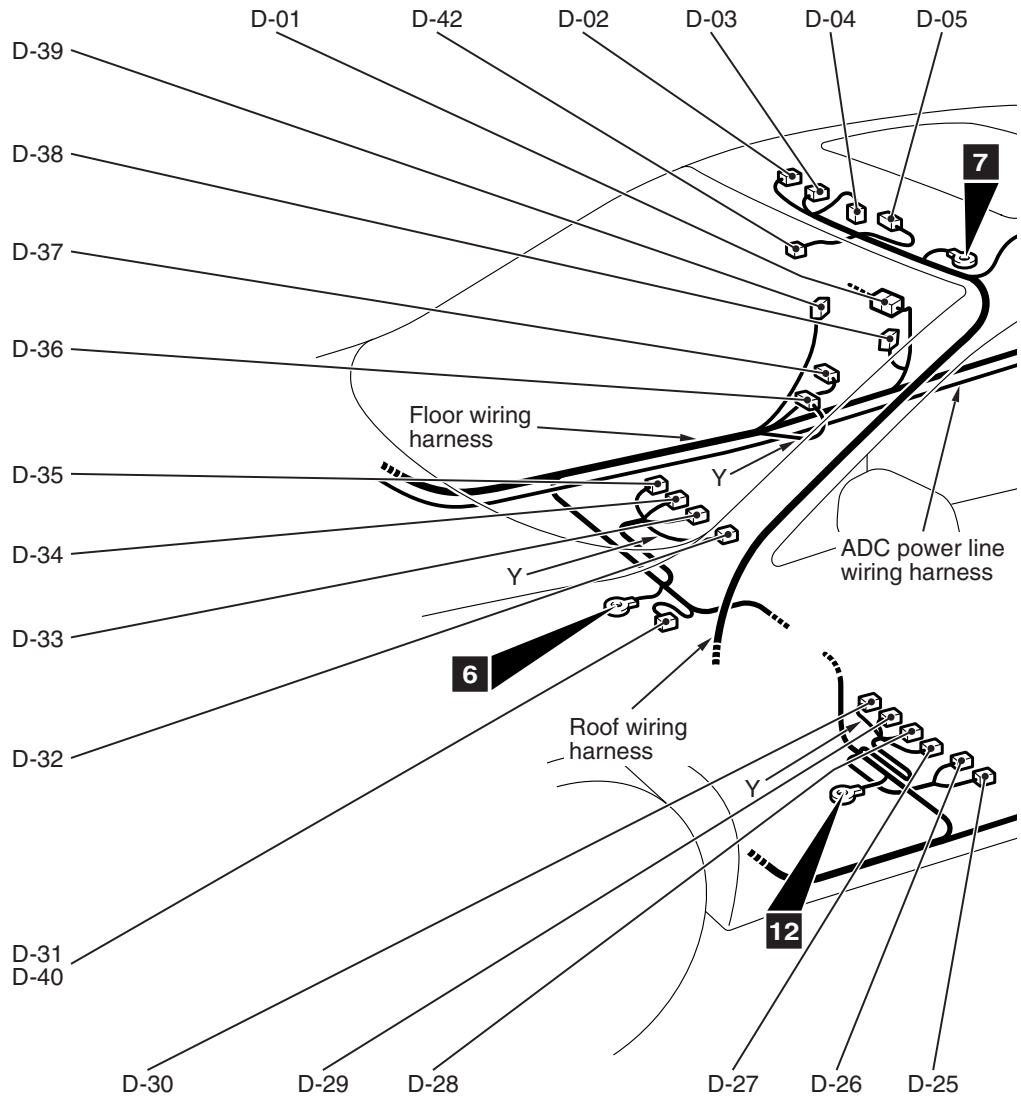 D-01
D-42
D-02
D-03
D-04
D-05
D-39
D-38
7
D-37
D-36
Floor wiring
harness
D-35
Y
D-34
Y
ADC power line
wiring harness
D-33
6
D-32
Roof wiring
harness
Y
12
D-31
D-40
D-30
D-29
D-28
D-27
D-26
D-25